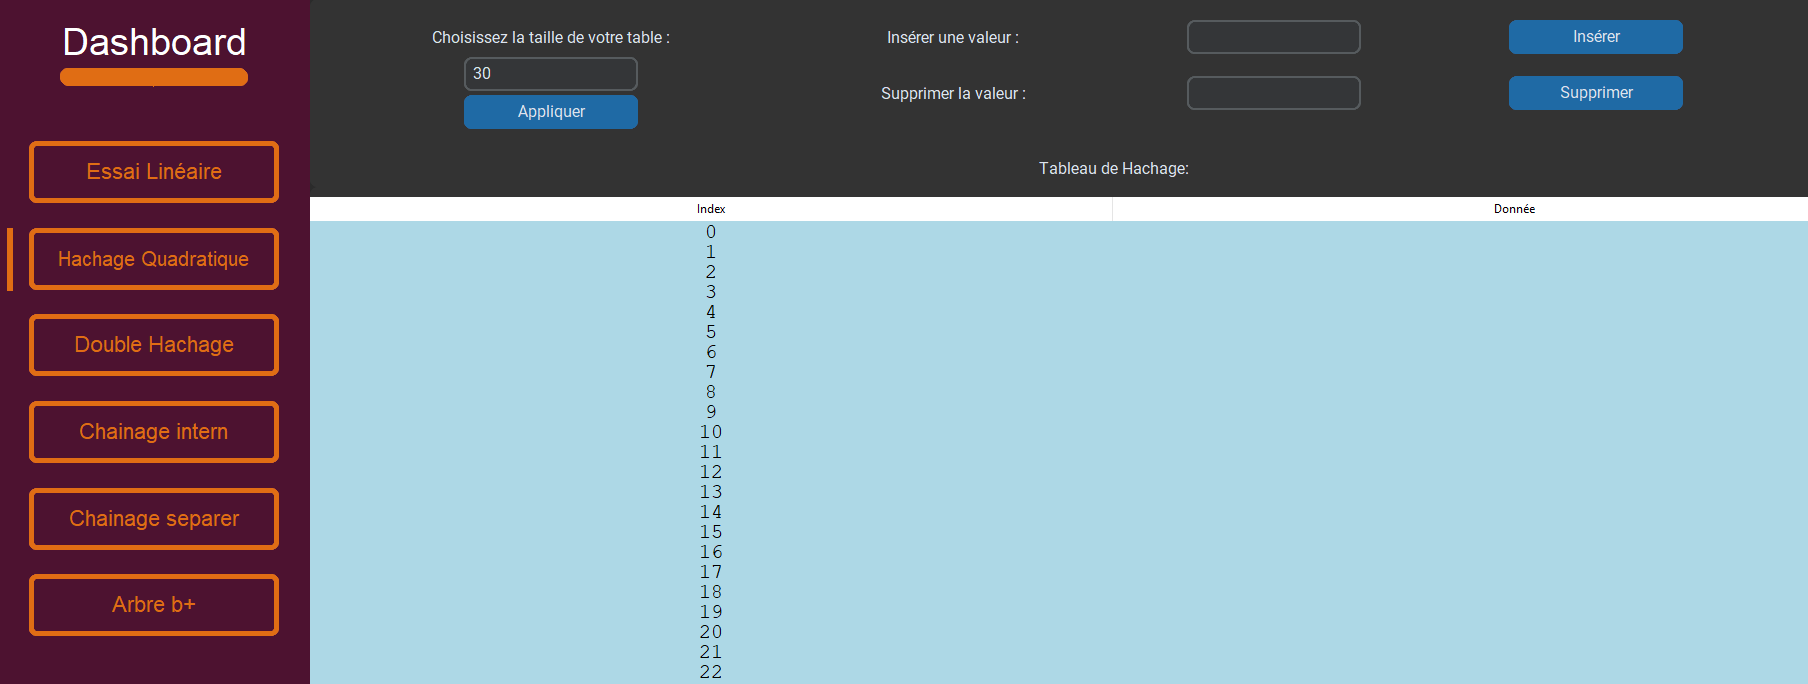 Dashboard
Essai Linéaire
Hachage Quadratique
Double Hachage
Chainage intern
Chainage separer
Arbre b+
Choisissez la taille de votre table :
30
Appliquer
Insérer une valeur :
Insérer
Supprimer la valeur :
Supprimer
Tableau de Hachage:
Index Donnée
0
1
2
3
4
5
6
7
8
9
10
11
12
13
14
15
16
17
18
19
20
21
22